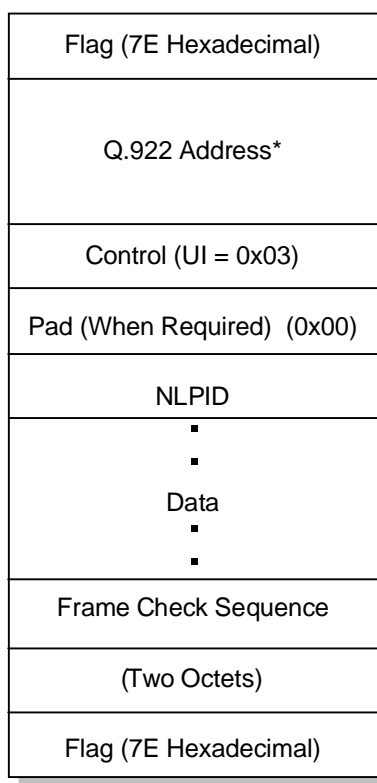 Flag (7E Hexadecimal)
Q.922 Address*
Control (UI = 0x03)
Pad (When Required) (0x00)
NLPID
Data
Frame Check Sequence
(Two Octets)
Flag (7E Hexadecimal)